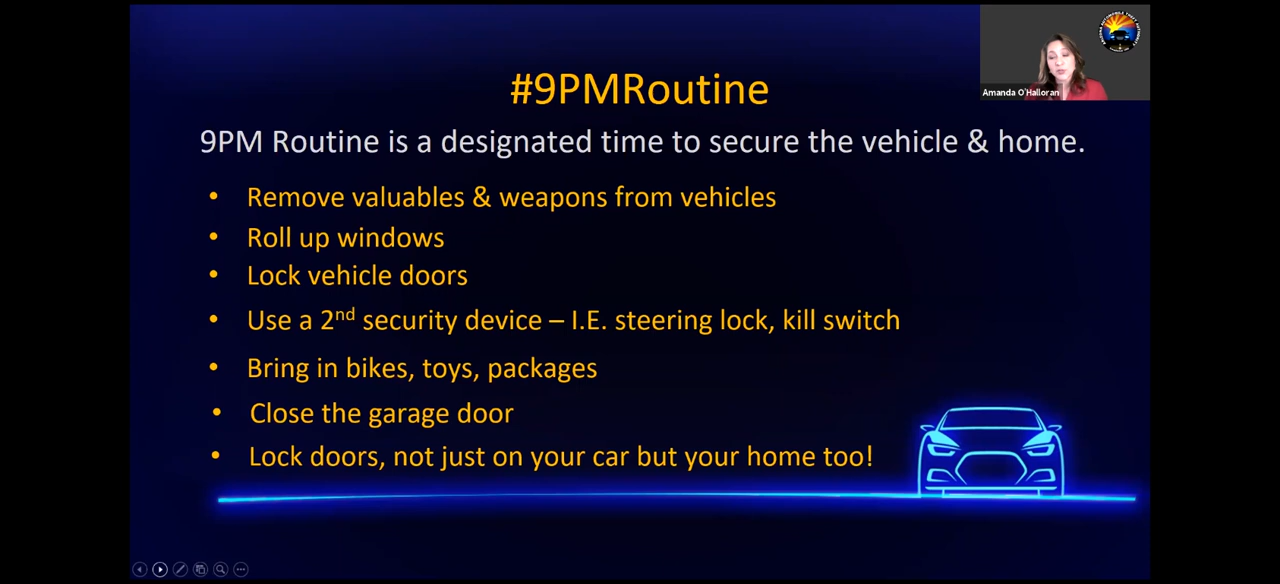 #9PMRoutine
Amanda O'Halloran
9PM Routine is a designated time to secure the vehicle & home.
• Remove valuables & weapons from vehicles
• Roll up windows
• Lock vehicle doors
• Use a 2nd security device – I.E. steering lock, kill switch
• Bring in bikes, toys, packages
• Close the garage door
• Lock doors, not just on your car but your home too!